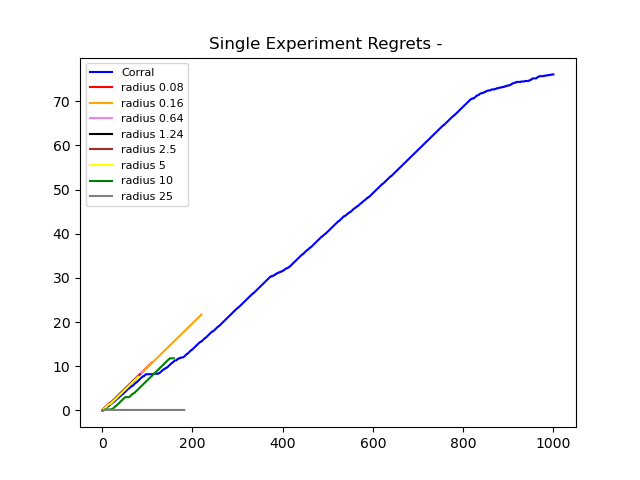 Single Experiment Regrets -
Corral
radius 0.08
radius 0.16
radius 0.64
radius 1.24
radius 2.5
radius 5
radius 10
radius 25
70
60
50
40
30
20
10
0
0 200 400 600 800 1000